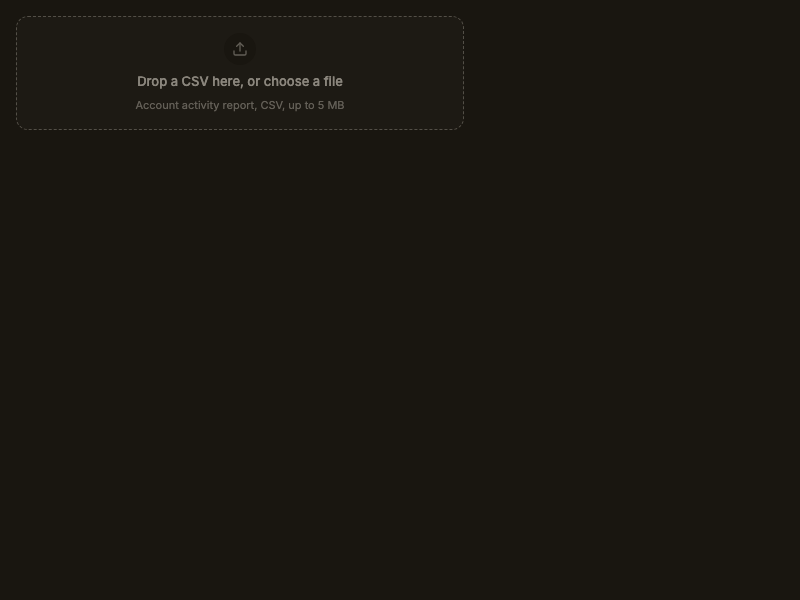 Drop a CSV here, or choose a file
Account activity report, CSV, up to 5 MB